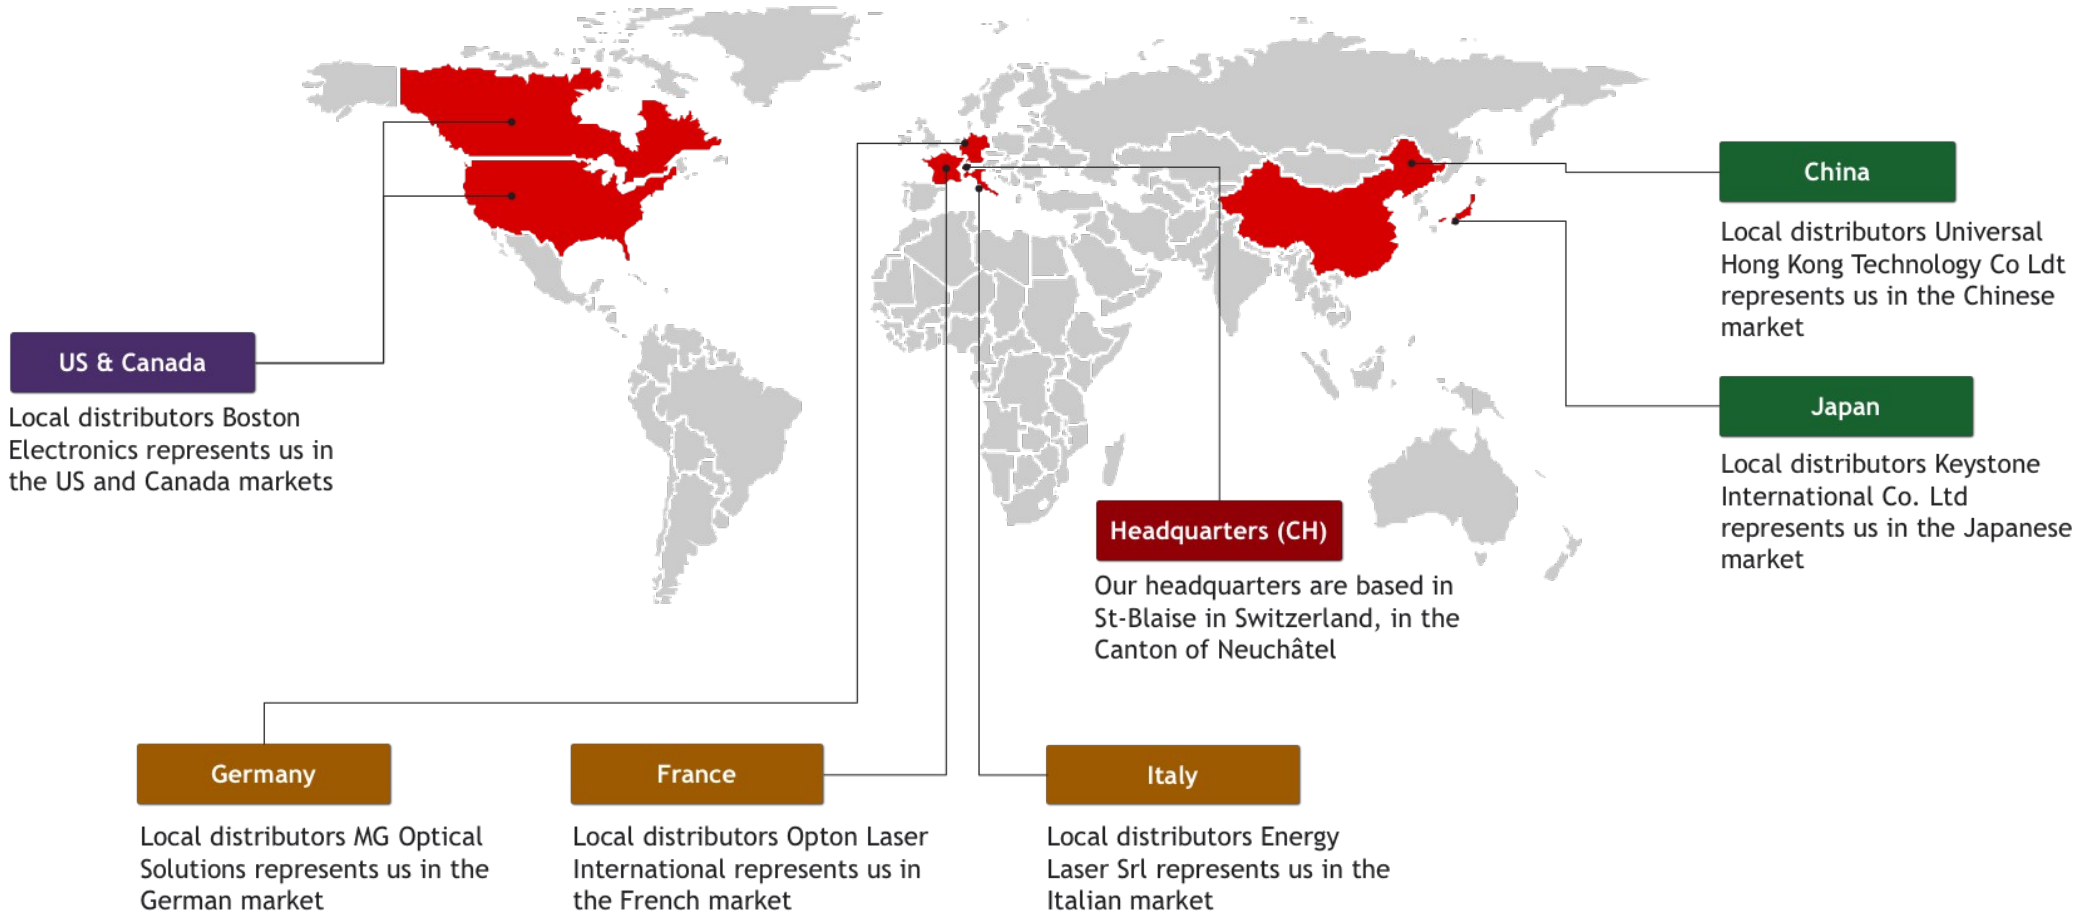 China
Local distributors Universal
Hong Kong Technology Co Ldt
represents us in the Chinese
market
US & Canada
Local distributors Boston
Electronics represents us in
the US and Canada markets
Japan
Local distributors Keystone
International Co. Ltd
represents us in the Japanese
market
Headquarters (CH)
Our headquarters are based in
St-Blaise in Switzerland, in the
Canton of Neuchâtel
Germany
Local distributors MG Optical
Solutions represents us in the
German market
France
Local distributors Opton Laser
International represents us in
the French market
Italy
Local distributors Energy
Laser Srl represents us in the
Italian market